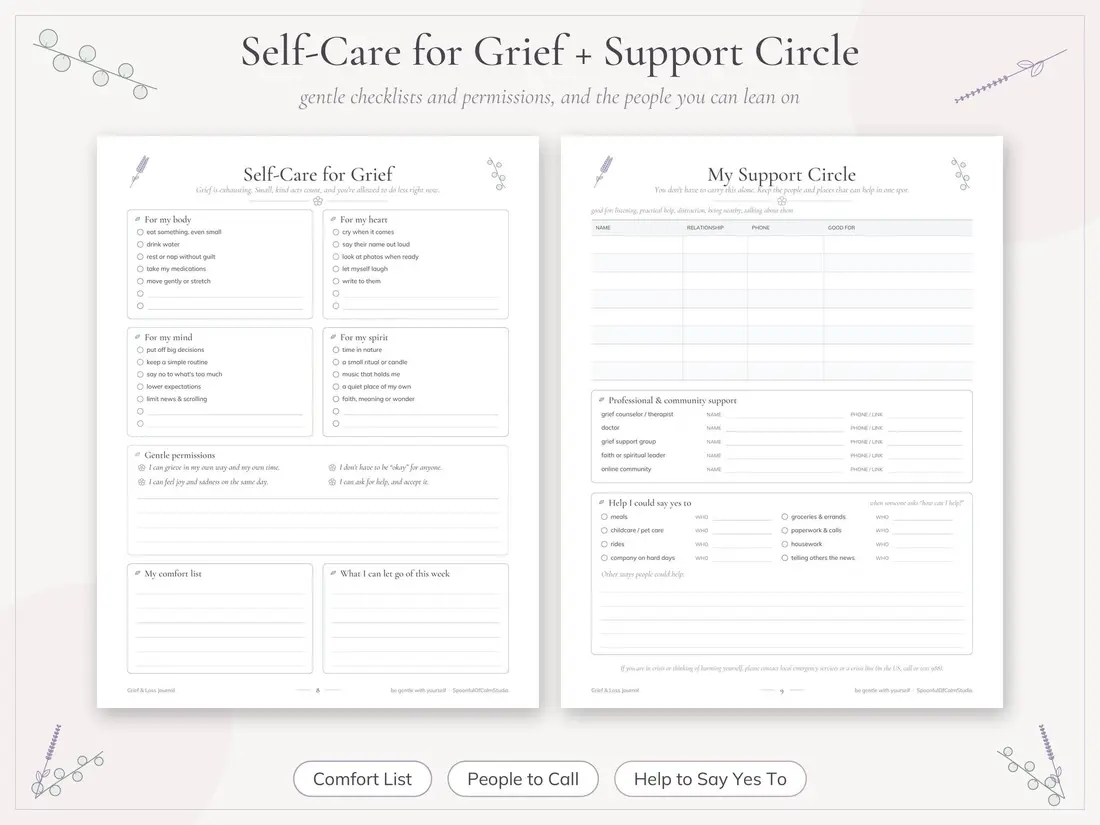 Self-Care for Grief + Support Circle
gentle checklists and permissions, and the people you can lean on
Self-Care for Grief
Grief is exhausting. Small, kind acts count, and you're allowed to do less right now.
For my body
eat something, even small
drink water
rest or nap without guilt
take my medications
move gently or stretch
For my heart
cry when it comes
say their name out loud
look at photos when ready
let myself laugh
write to them
For my mind
put off big decisions
keep a simple routine
say no to what's too much
lower expectations
limit news & scrolling
For my spirit
time in nature
a small ritual or candle
music that holds me
a quiet place of my own
faith, meaning or wonder
Gentle permissions
I can grieve in my own way and my own time.
I don't have to be "okay" for anyone.
I can feel joy and sadness on the same day.
I can ask for help, and accept it.
My comfort list
What I can let go of this week
Grief & Loss Journal
8
be gentle with yourself · SpoonfulOfCalmStudio
My Support Circle
You don't have to carry this alone. Keep the people and places that can help in one spot.
good for: listening, practical help, distraction, being nearby, talking about them
NAME RELATIONSHIP PHONE GOOD FOR
Professional & community support
grief counselor / therapist NAME PHONE / LINK
doctor NAME PHONE / LINK
grief support group NAME PHONE / LINK
faith or spiritual leader NAME PHONE / LINK
online community NAME PHONE / LINK
Help I could say yes to
when someone asks "how can I help?"
meals WHO groceries & errands WHO
childcare / pet care WHO paperwork & calls WHO
rides WHO housework WHO
company on hard days WHO telling others the news WHO
Other ways people could help:
If you are in crisis or thinking of harming yourself, please contact local emergency services or a crisis line (in the US, call or text 988).
Grief & Loss Journal
9
be gentle with yourself · SpoonfulOfCalmStudio
Comfort List
People to Call
Help to Say Yes To